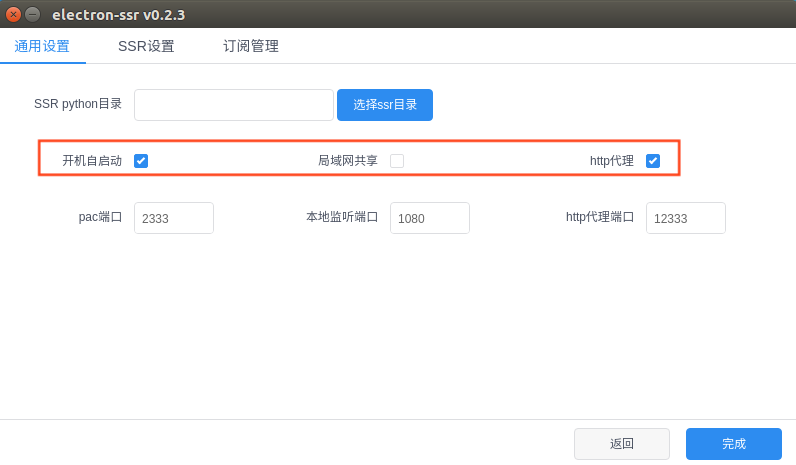 electron-ssr v0.2.3
通用设置 SSR设置 订阅管理
SSR python目录 选择ssr目录
开机自启动 局域网共享 http代理
pac端口 2333 本地监听端口 1080 http代理端口 12333
返回 完成